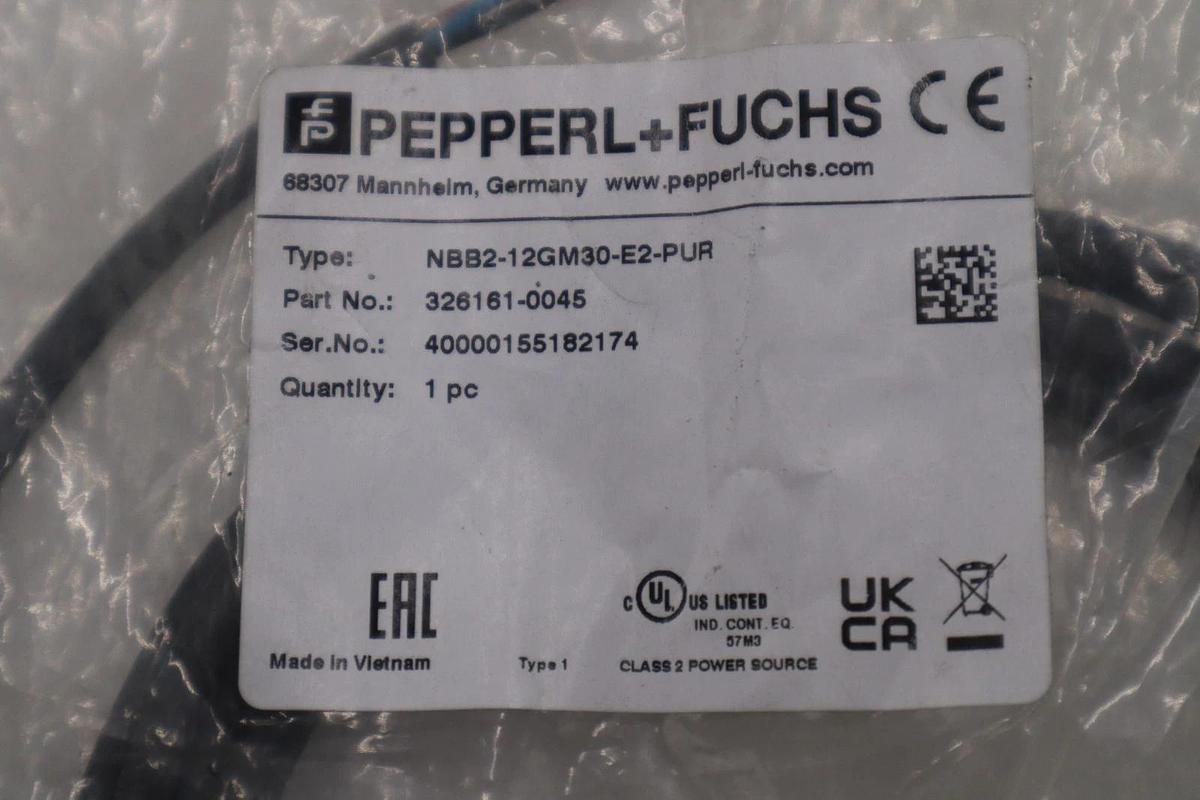 PEPPERL+FUCHS CE
68307 Mannheim, Germany www.pepperl-fuchs.com
Type: NBB2-12GM30-E2-PUR
Part No.: 326161-0045
Ser.No.: 40000155182174
Quantity: 1 pc
EAC
c UL US LISTED
IND. CONT. EQ.
57M3
UK
CA
Made in Vietnam Type 1 CLASS 2 POWER SOURCE